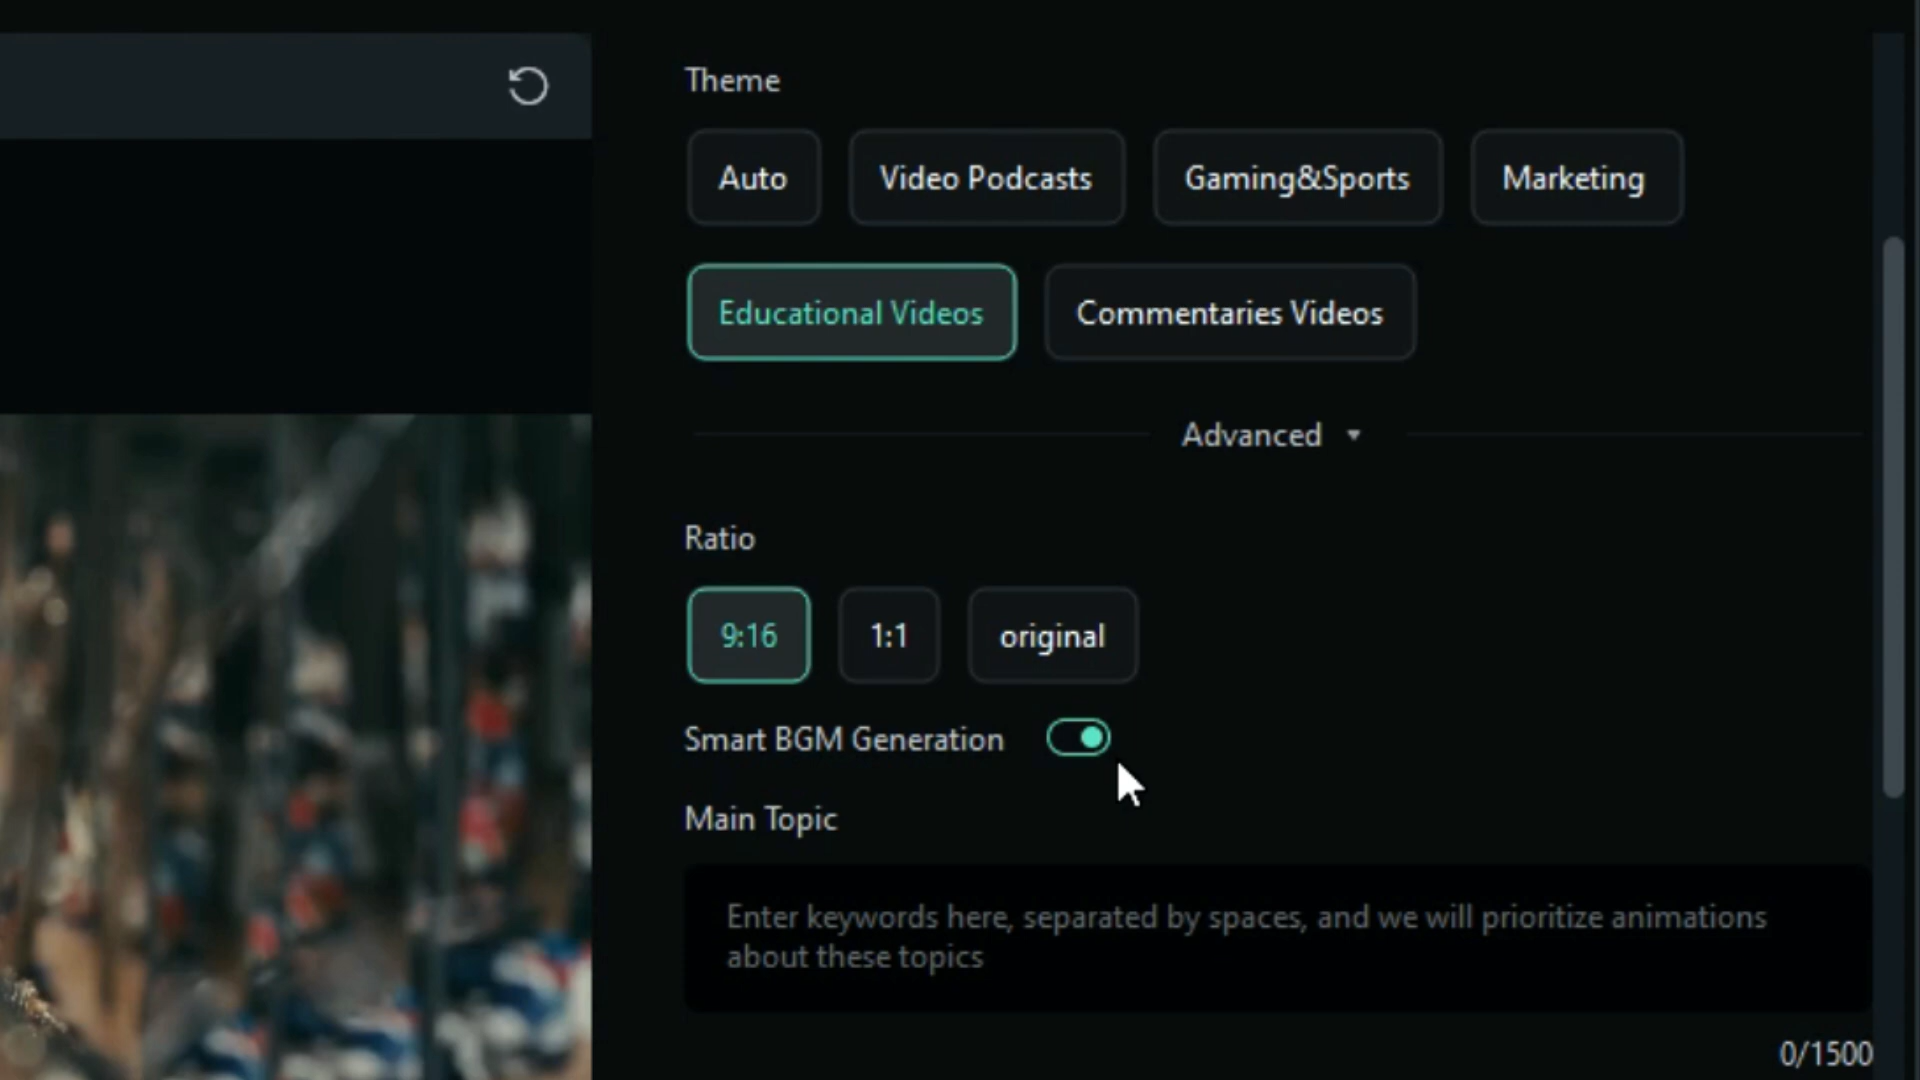 Theme
Auto Video Podcasts Gaming&Sports Marketing
Educational Videos Commentaries Videos
Advanced
Ratio
9:16 1:1 original
Smart BGM Generation
Main Topic
Enter keywords here, separated by spaces, and we will prioritize animations
about these topics
0/1500